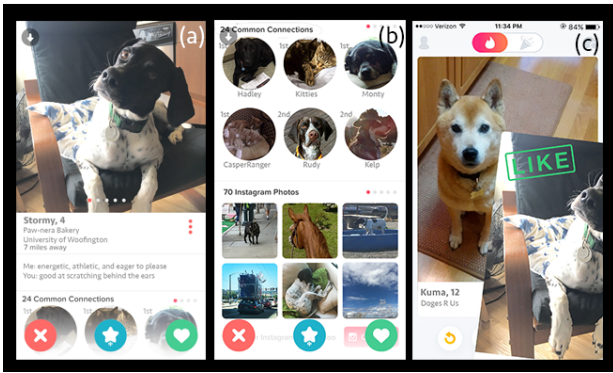 (a)
Stormy, 4
Paw-nera Bakery
University of Woofington
7 miles away
Me: energetic, athletic, and eager to please
You: good at scratching behind the ears
24 Common Connections
1st
1st
1st
(b)
24 Common Connections
1st
1st
1st
Hadley
Kitties
Monty
1st
2nd
2nd
CasperRanger
Rudy
Kelp
70 Instagram Photos
Instagram
Verizon
11:34 PM
84%
(c)
LIKE
Kuma, 12
Doges R Us